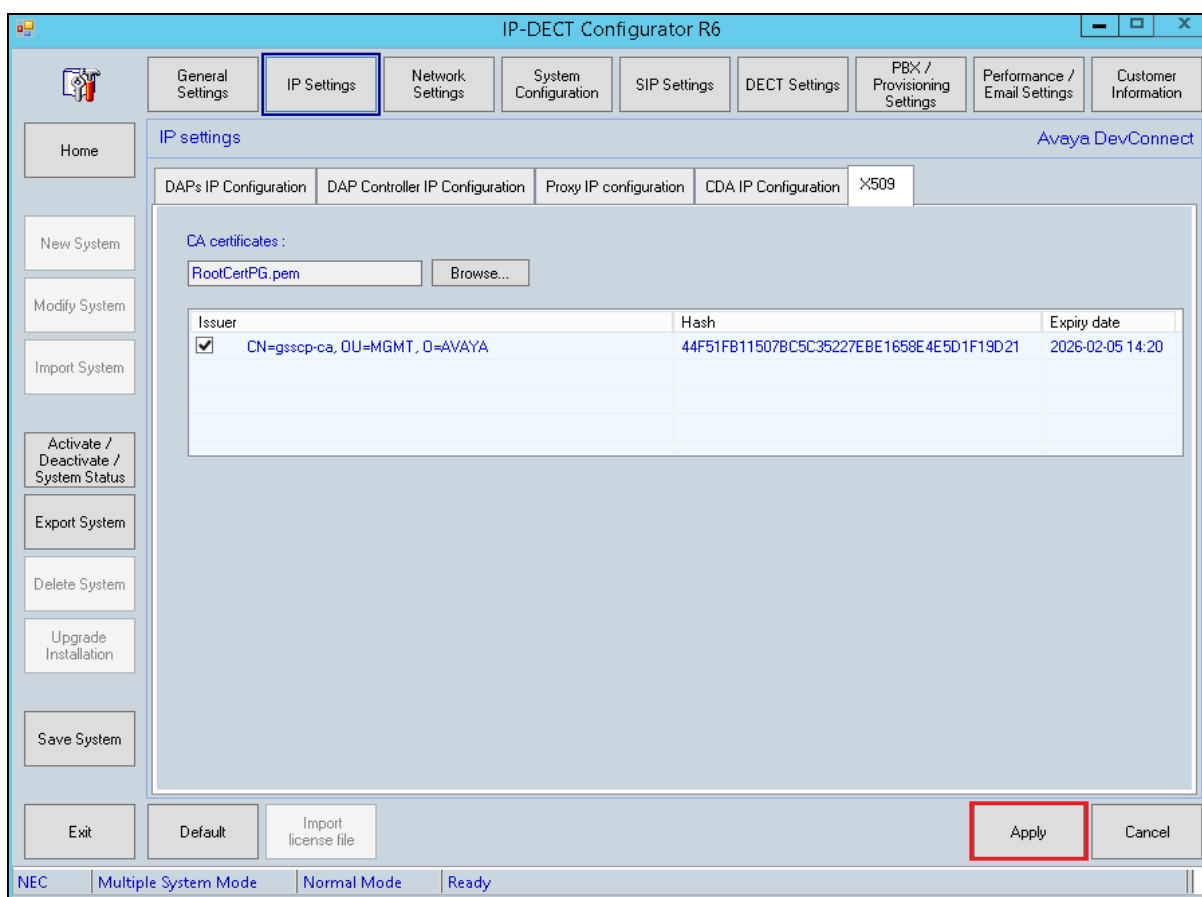 IP-DECT Configurator R6
General
Settings
IP Settings
Network
Settings
System
Configuration
SIP Settings
DECT Settings
PBX /
Provisioning
Settings
Performance /
Email Settings
Customer
Information
Home
IP settings
Avaya DevConnect
DAPs IP Configuration
DAP Controller IP Configuration
Proxy IP configuration
CDA IP Configuration
X509
New System
Modify System
Import System
Activate /
Deactivate /
System Status
Export System
Delete System
Upgrade
Installation
Save System
CA certificates :
RootCertPG.pem
Browse...
Issuer Hash Expiry date
CN=gsscp-ca, OU=MGMT, O=AVAYA 44F51FB11507BC5C35227EBE1658E4E5D1F19D21 2026-02-05 14:20
Exit
Default
Import
license file
Apply
Cancel
NEC Multiple System Mode Normal Mode Ready